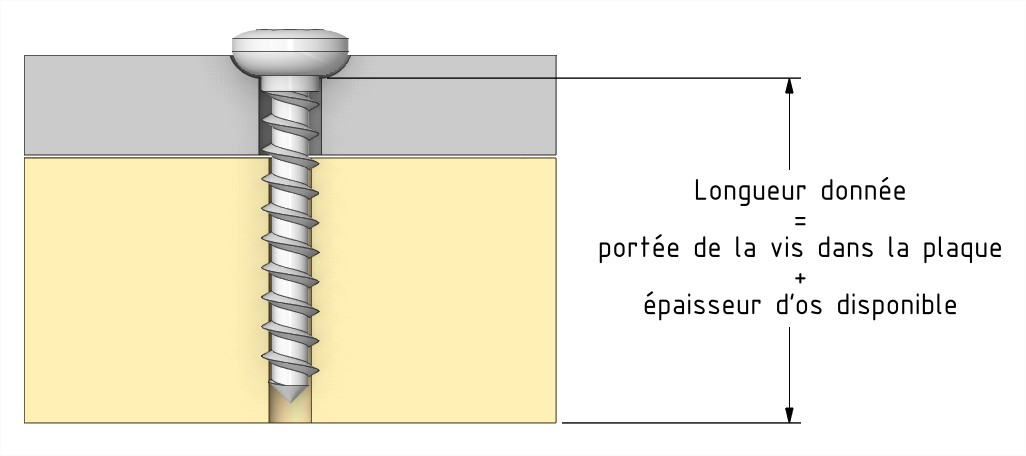 Longueur donnée
=
portée de la vis dans la plaque
+
épaisseur d'os disponible